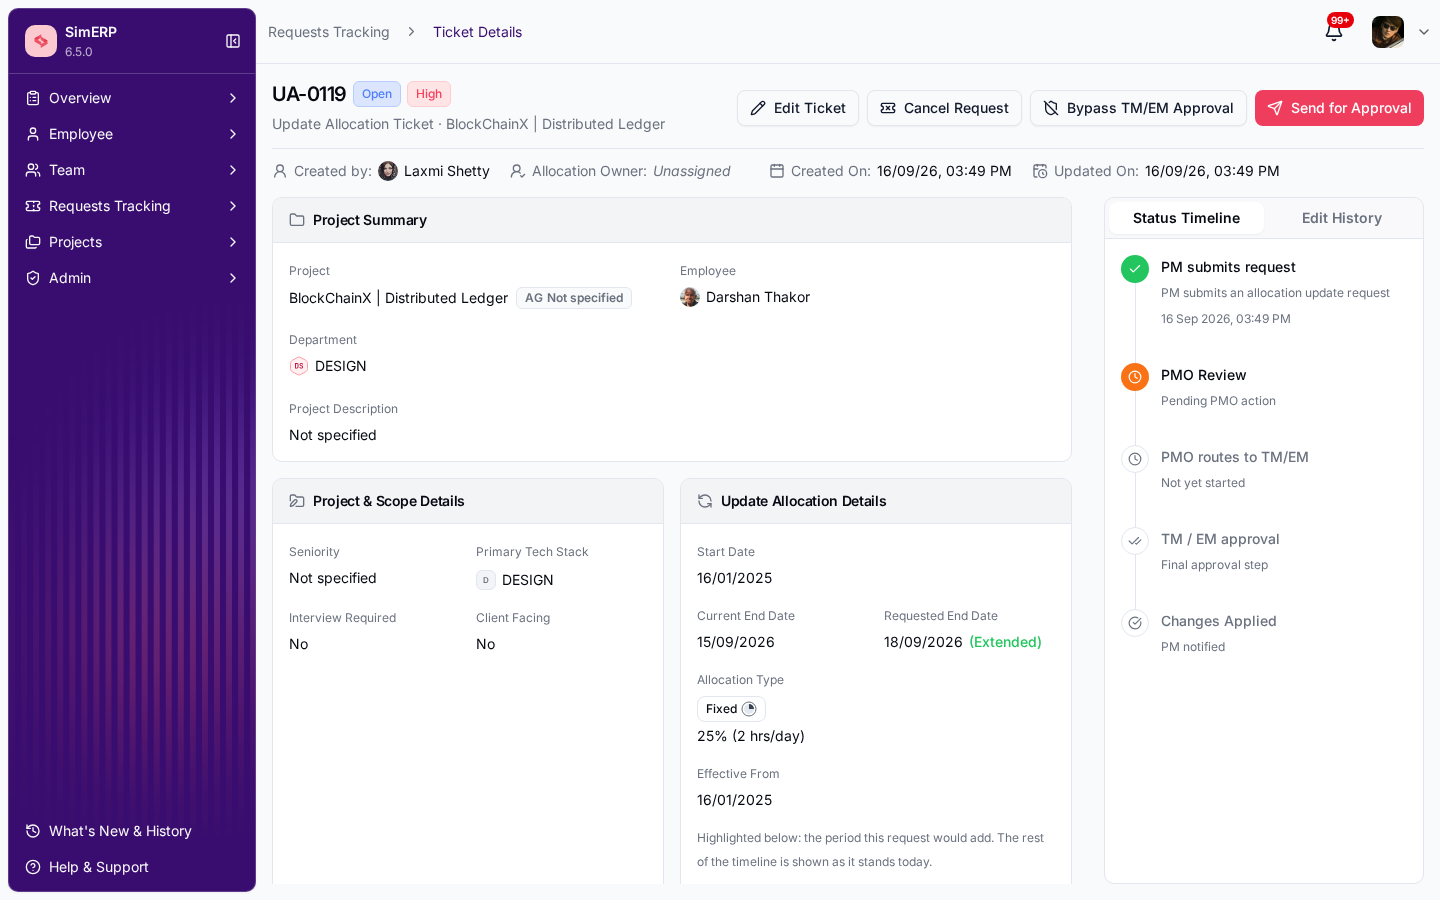 SimERP
6.5.0
Overview
Employee
Team
Requests Tracking
Projects
Admin
What's New & History
Help & Support
Requests Tracking
Ticket Details
99+
UA-0119
Open
High
Update Allocation Ticket · BlockChainX | Distributed Ledger
Edit Ticket
Cancel Request
Bypass TM/EM Approval
Send for Approval
Created by: Laxmi Shetty
Allocation Owner: Unassigned
Created On: 16/09/26, 03:49 PM
Updated On: 16/09/26, 03:49 PM
Project Summary
Project
BlockChainX | Distributed Ledger
AG Not specified
Employee
Darshan Thakor
Department
DS DESIGN
Project Description
Not specified
Project & Scope Details
Seniority
Not specified
Primary Tech Stack
D DESIGN
Interview Required
No
Client Facing
No
Update Allocation Details
Start Date
16/01/2025
Current End Date
15/09/2026
Requested End Date
18/09/2026 (Extended)
Allocation Type
Fixed
25% (2 hrs/day)
Effective From
16/01/2025
Highlighted below: the period this request would add. The rest
of the timeline is shown as it stands today.
Status Timeline
Edit History
PM submits request
PM submits an allocation update request
16 Sep 2026, 03:49 PM
PMO Review
Pending PMO action
PMO routes to TM/EM
Not yet started
TM / EM approval
Final approval step
Changes Applied
PM notified